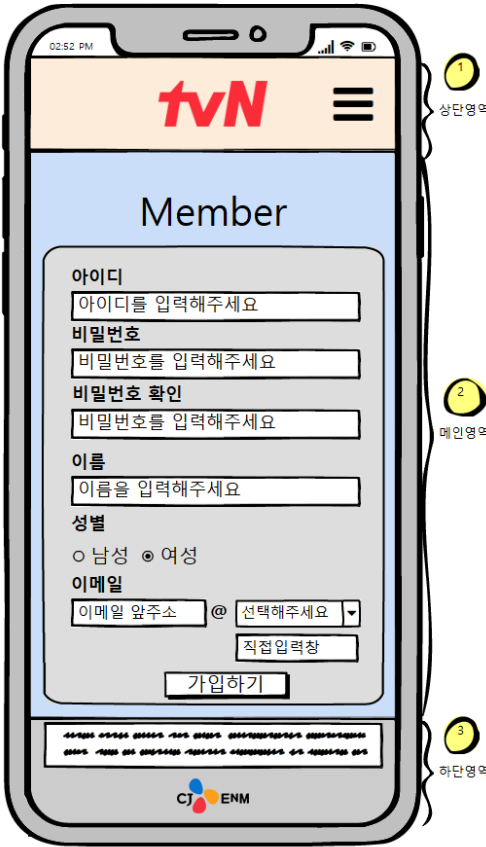 02:52 PM
tvN
1
상단영역
Member
아이디
아이디를 입력해주세요
비밀번호
비밀번호를 입력해주세요
비밀번호 확인
비밀번호를 입력해주세요
2
메인영역
이름
이름을 입력해주세요
성별
남성 여성
이메일
이메일 앞주소 @ 선택해주세요
직접입력창
가입하기
3
하단영역
CJ ENM